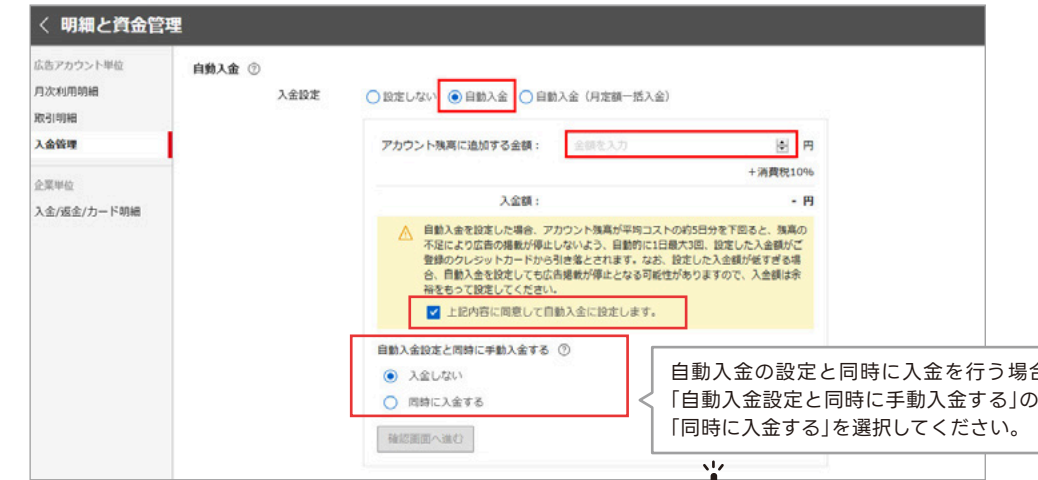 < 明細と資金管理
広告アカウント単位
月次利用明細
取引明細
入金管理
企業単位
入金/返金/カード明細
自動入金 ?
入金設定 設定しない 自動入金 自動入金（月定額一括入金）
アカウント残高に追加する金額： 金額を入力 円
+消費税10%
入金額： - 円
自動入金を設定した場合、アカウント残高が平均コストの約5日分を下回ると、残高の
不足により広告の掲載が停止しないよう、自動的に1日最大3回、設定した入金額がご
登録のクレジットカードから引き落とされます。なお、設定した入金額が低すぎる場
合、自動入金を設定しても広告掲載が停止となる可能性がありますので、入金額は余
裕をもって設定してください。
上記内容に同意して自動入金に設定します。
自動入金設定と同時に手動入金する ?
入金しない
同時に入金する
確認画面へ進む
自動入金の設定と同時に入金を行う場合
「自動入金設定と同時に手動入金する」の
「同時に入金する」を選択してください。